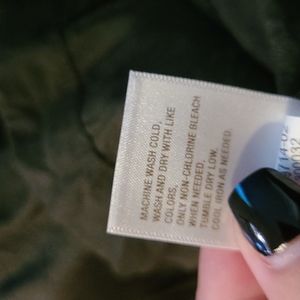 MACHINE WASH COLD,
WASH AND DRY WITH LIKE
COLORS,
ONLY NON-CHLORINE BLEACH
WHEN NEEDED,
TUMBLE DRY LOW,
COOL IRON AS NEEDED.